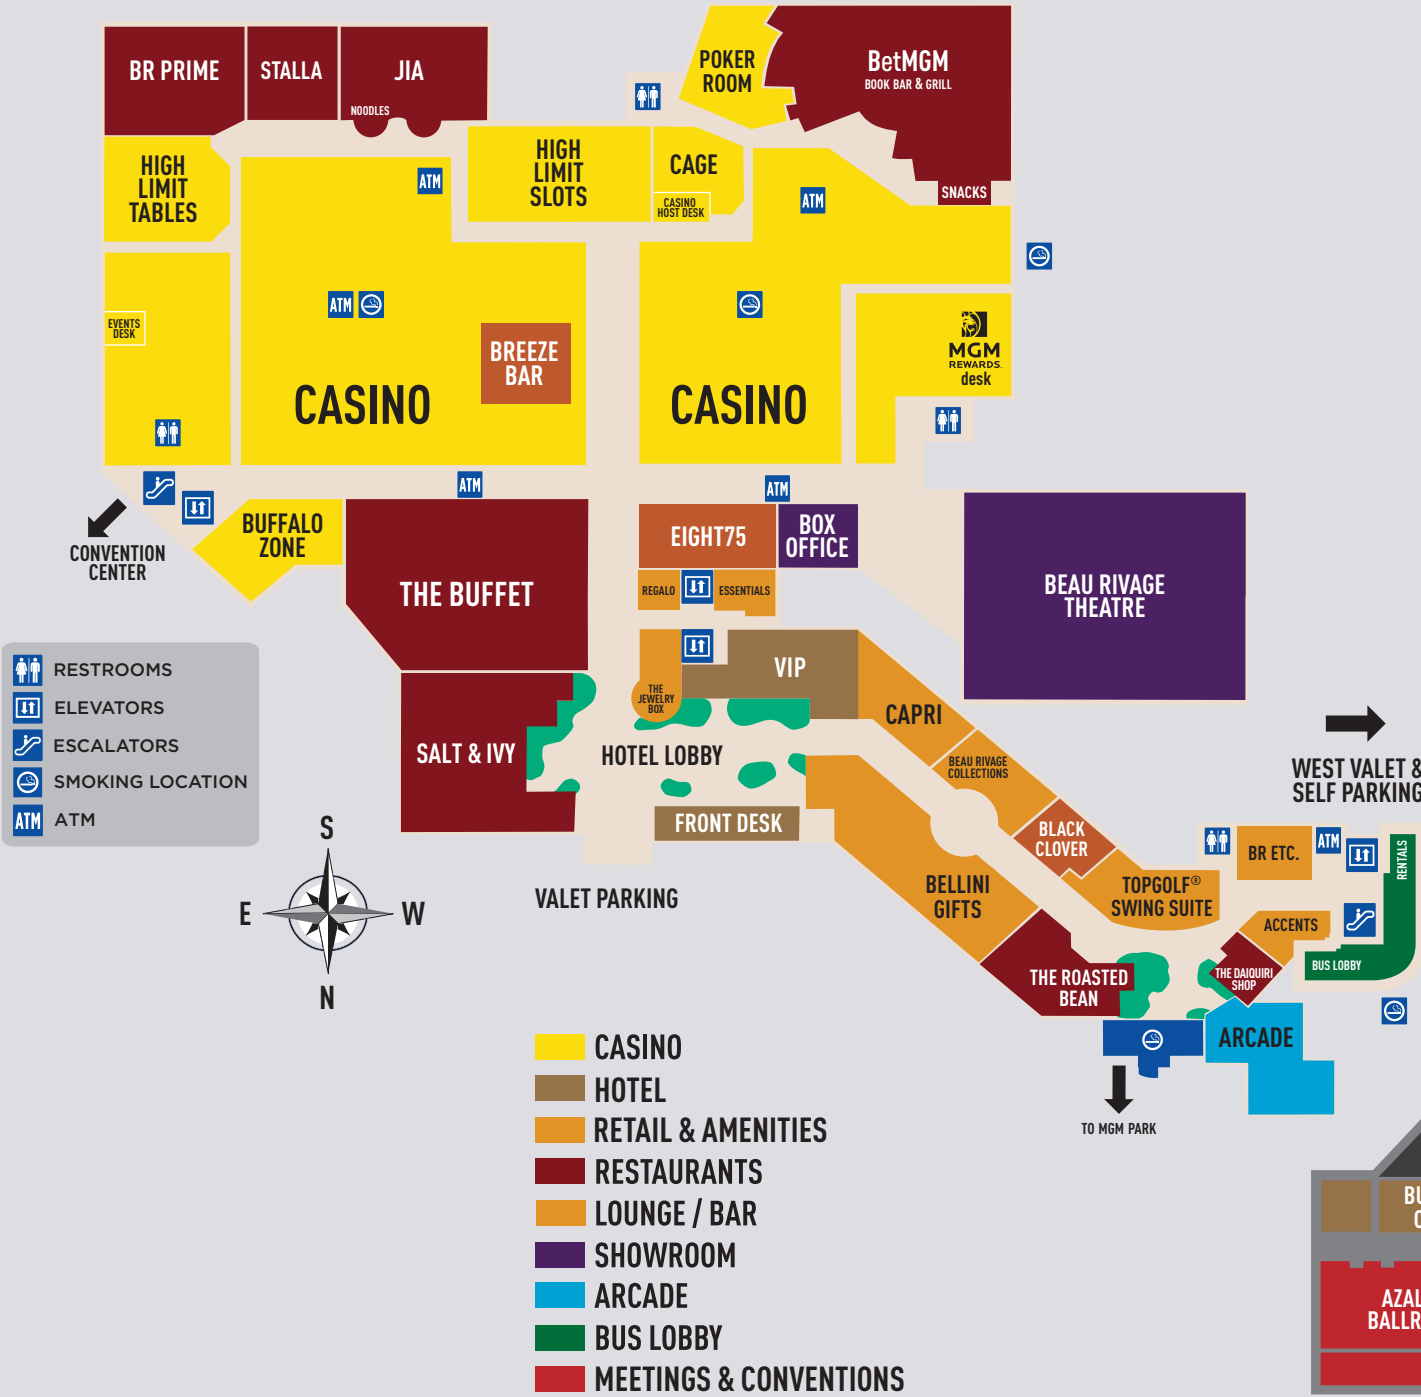 BR PRIME
STALLA
JIA
NOODLES
POKER
ROOM
BetMGM
BOOK BAR & GRILL
SNACKS
HIGH
LIMIT
TABLES
ATM
HIGH
LIMIT
SLOTS
CAGE
CASINO
HOST DESK
ATM
EVENTS
DESK
ATM
BREEZE
BAR
CASINO
CASINO
MGM
REWARDS.
desk
ATM
ATM
CONVENTION
CENTER
BUFFALO
ZONE
THE BUFFET
EIGHT75
BOX
OFFICE
REGALO
ESSENTIALS
BEAU RIVAGE
THEATRE
RESTROOMS
ELEVATORS
ESCALATORS
SMOKING LOCATION
ATM
ATM
VIP
THE
JEWELRY
BOX
CAPRI
SALT & IVY
HOTEL LOBBY
BEAU RIVAGE
COLLECTIONS
FRONT DESK
BLACK
CLOVER
WEST VALET &
SELF PARKING
S
E
W
N
VALET PARKING
BELLINI
GIFTS
TOPGOLF®
SWING SUITE
BR ETC.
ATM
RENTALS
ACCENTS
BUS LOBBY
THE ROASTED
BEAN
THE DAIQUIRI
SHOP
ARCADE
TO MGM PARK
CASINO
HOTEL
RETAIL & AMENITIES
RESTAURANTS
LOUNGE / BAR
SHOWROOM
ARCADE
BUS LOBBY
MEETINGS & CONVENTIONS